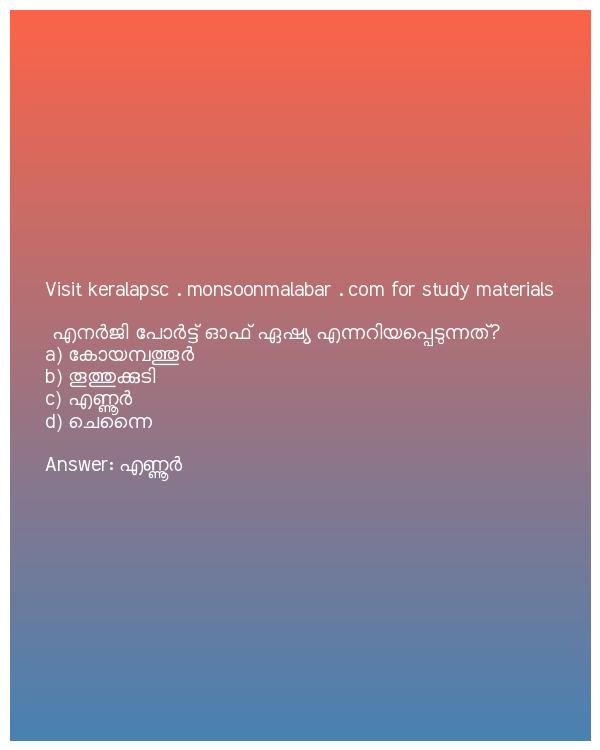 Visit keralapsc . monsoonmalabar . com for study materials
എനർജി പോർട്ട് ഓഫ് ഏഷ്യ എന്നറിയപ്പെടുന്നത്?
a) കോയമ്പത്തൂർ
b) തൂത്തുക്കുടി
c) എണ്ണൂർ
d) ചെന്നൈ
Answer: എണ്ണൂർ